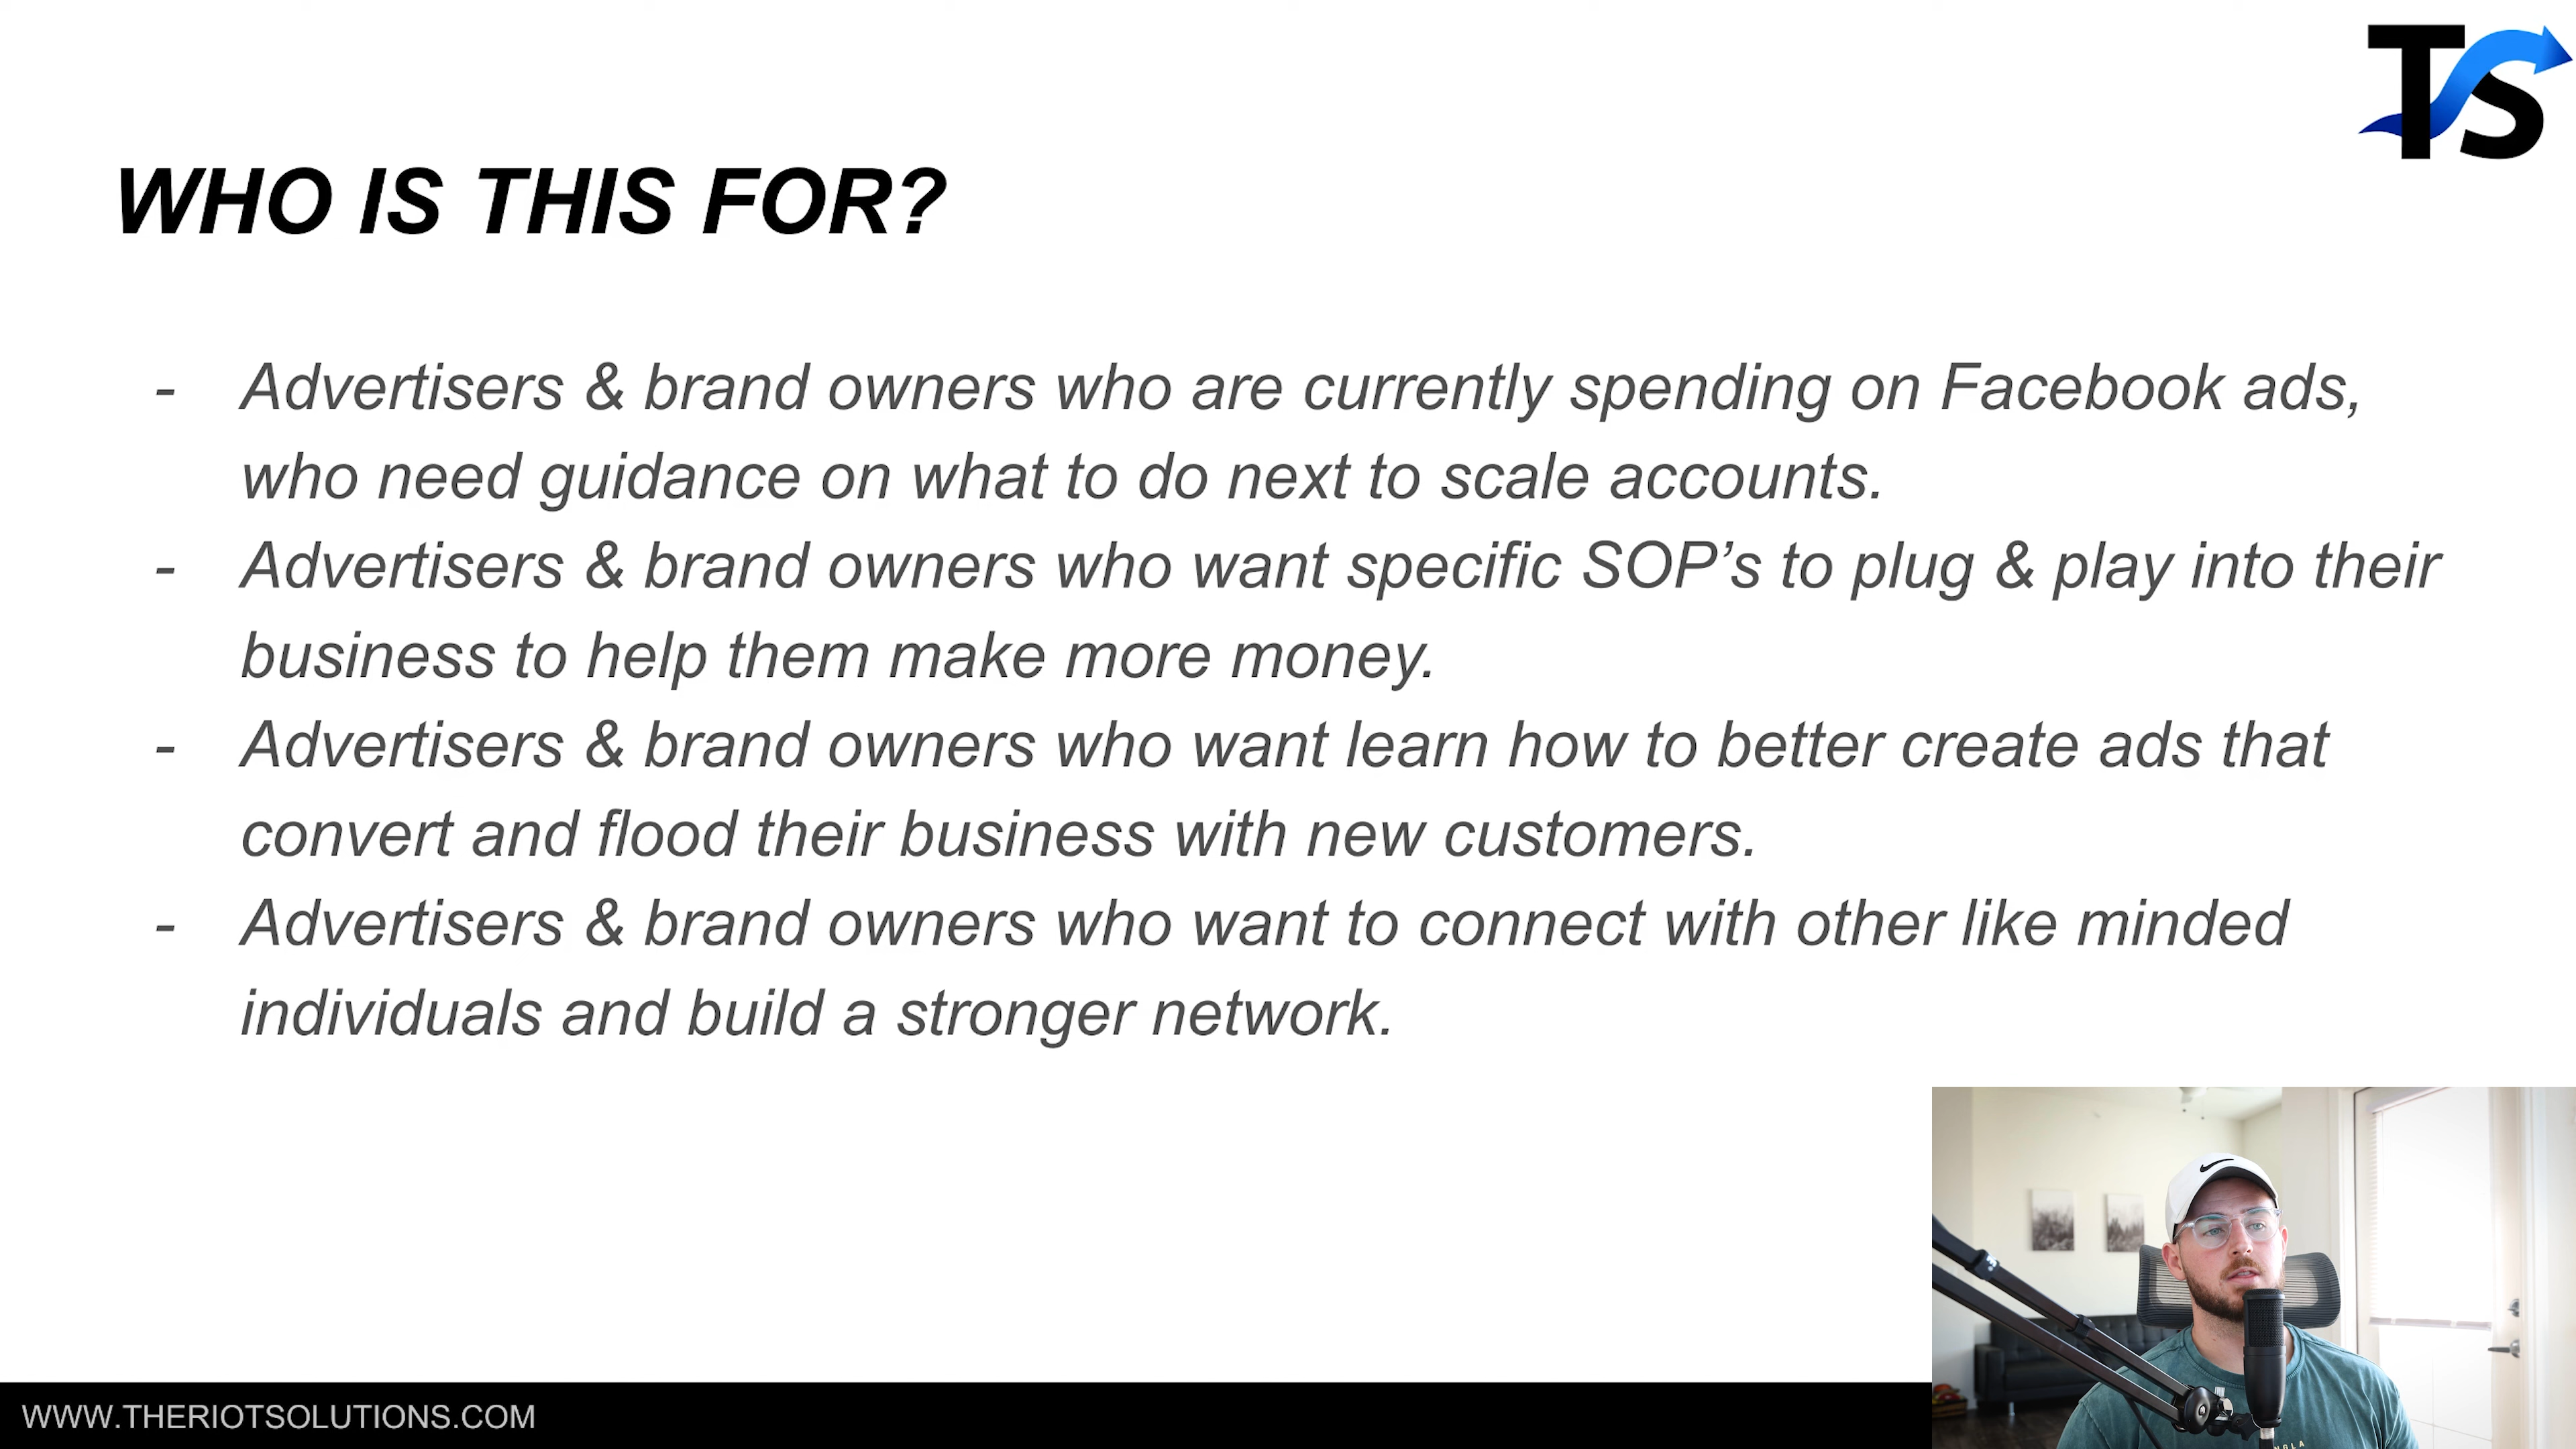 TS
WHO IS THIS FOR?
- Advertisers & brand owners who are currently spending on Facebook ads,
who need guidance on what to do next to scale accounts.
- Advertisers & brand owners who want specific SOP’s to plug & play into their
business to help them make more money.
- Advertisers & brand owners who want learn how to better create ads that
convert and flood their business with new customers.
- Advertisers & brand owners who want to connect with other like minded
individuals and build a stronger network.
WWW.THERIOTSOLUTIONS.COM